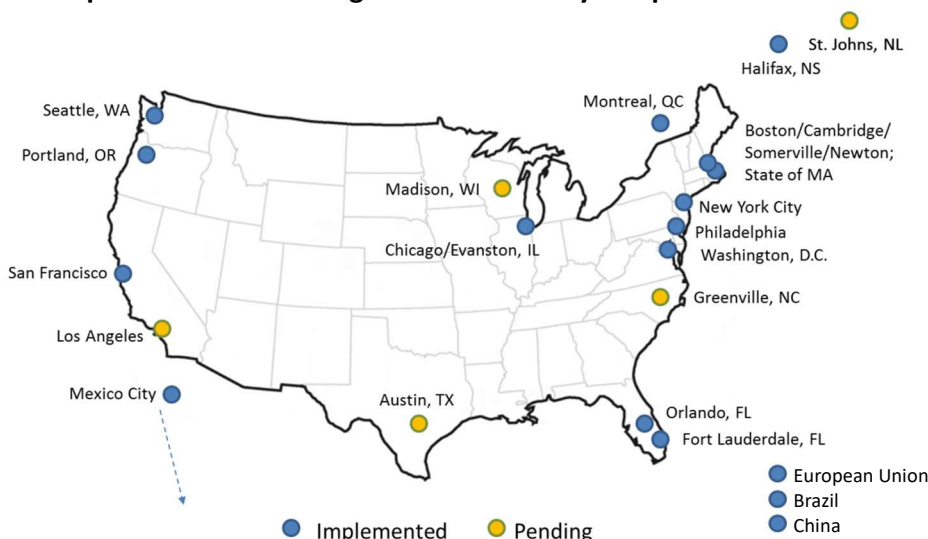 St. Johns, NL
Halifax, NS
Montreal, QC
Seattle, WA
Portland, OR
Boston/Cambridge/
Somerville/Newton;
State of MA
Madison, WI
New York City
Philadelphia
Chicago/Evanston, IL
Washington, D.C.
San Francisco
Greenville, NC
Los Angeles
Mexico City
Austin, TX
Orlando, FL
Fort Lauderdale, FL
European Union
Brazil
China
Implemented
Pending